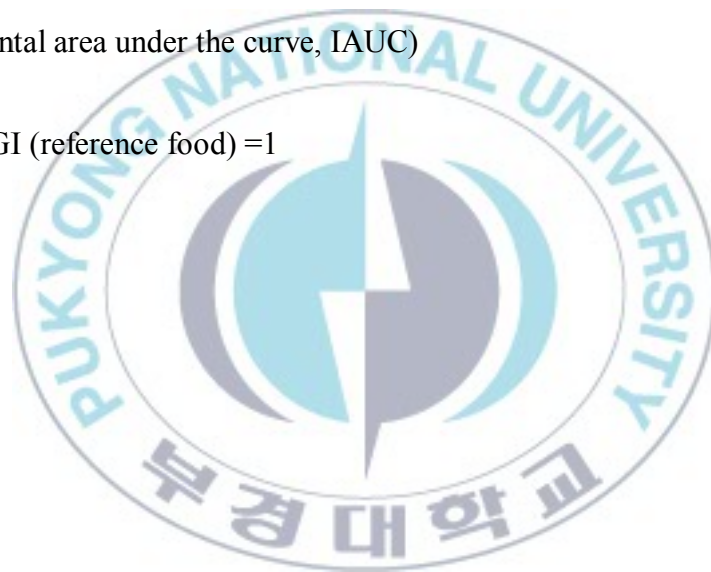 ntal area under the curve, IAUC)
GI (reference food) =1
PUKYONG NATIONAL UNIVERSITY
부경대학교